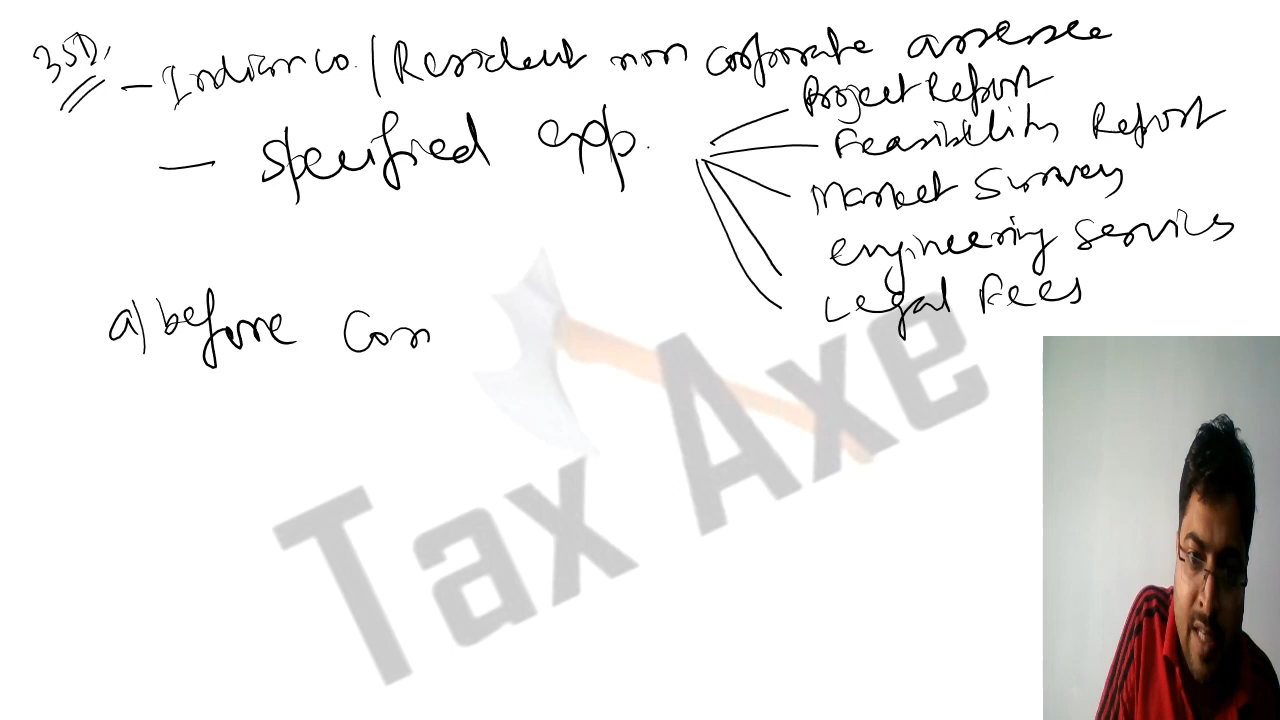 35D.
- Indian co. / Resident non corporate assessee
- specified exp.
Project Report
Feasibility Report
Market Survey
engineering services
Legal Fees
a) before Com
Tax Axe